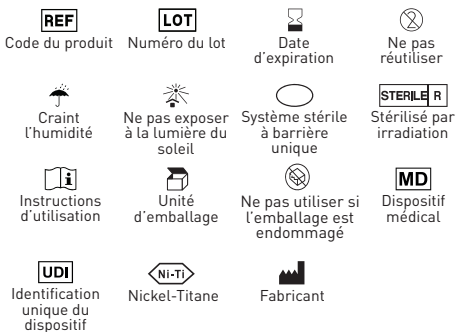 REF
LOT
Code du produit
Numéro du lot
Date
d'expiration
Ne pas
réutiliser
2
STERILE R
Craint
l'humidité
Ne pas exposer
à la lumière du
soleil
Système stérile
à barrière
unique
Stérilisé par
irradiation
i
MD
Instructions
d'utilisation
Unité
d'emballage
Ne pas utiliser si
l'emballage est
endommagé
Dispositif
médical
UDI
Ni-Ti
Identification
unique du
dispositif
Nickel-Titane
Fabricant